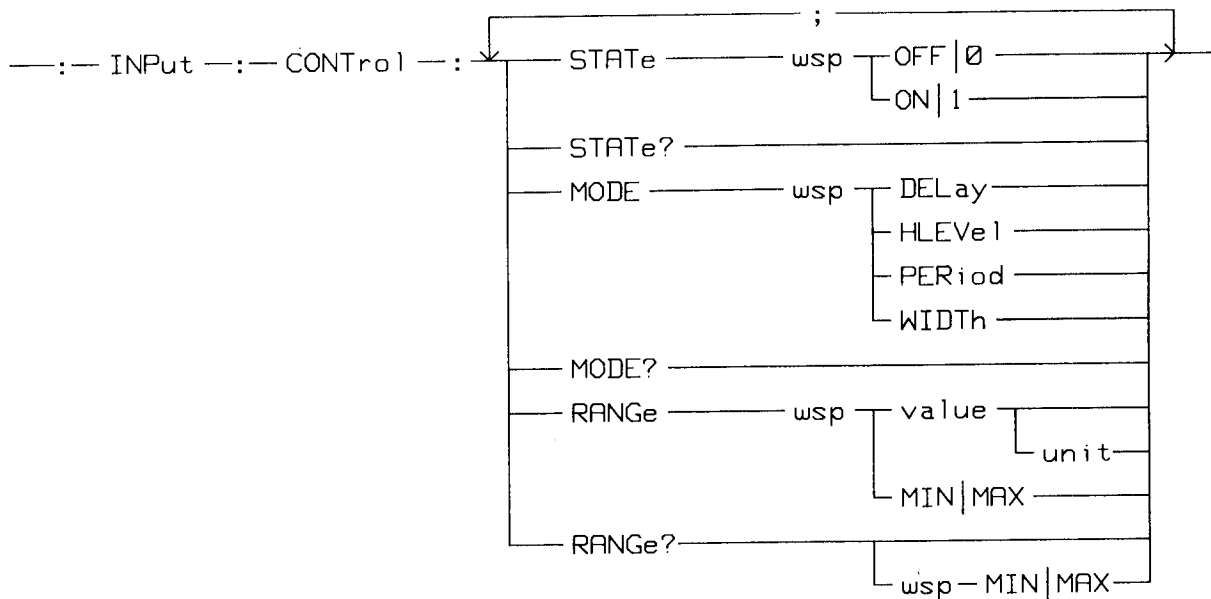 ;
: INPut : CONTrol : STATe wsp OFF|0
ON|1
STATe?
MODE wsp DELay
HLEVel
PERiod
WIDTh
MODE?
RANGe wsp value
unit
MIN|MAX
RANGe?
wsp MIN|MAX